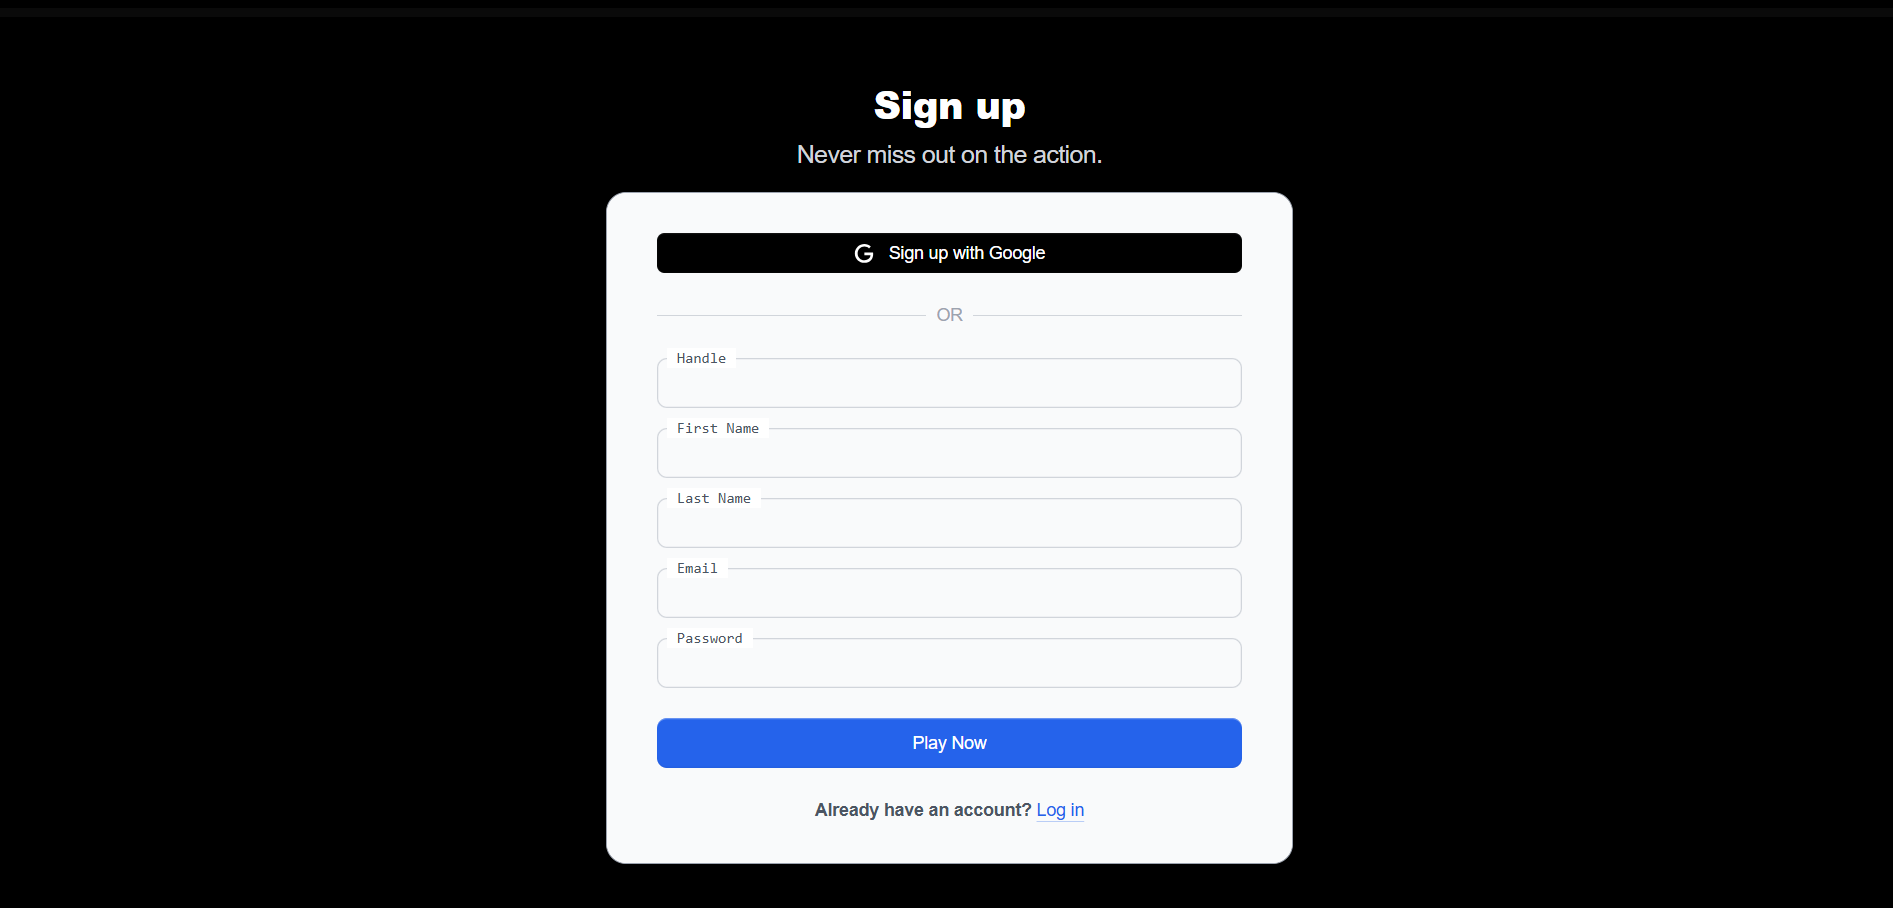 Sign up
Never miss out on the action.
Sign up with Google
OR
Handle
First Name
Last Name
Email
Password
Play Now
Already have an account? Log in